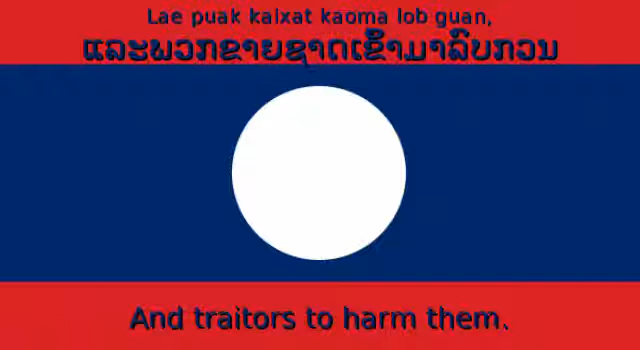 Lae puak kaixat kaoma lob guan,
ແລະພວກຂາຍຊາດເຂົ້າມາລົບກວນ
And traitors to harm them.